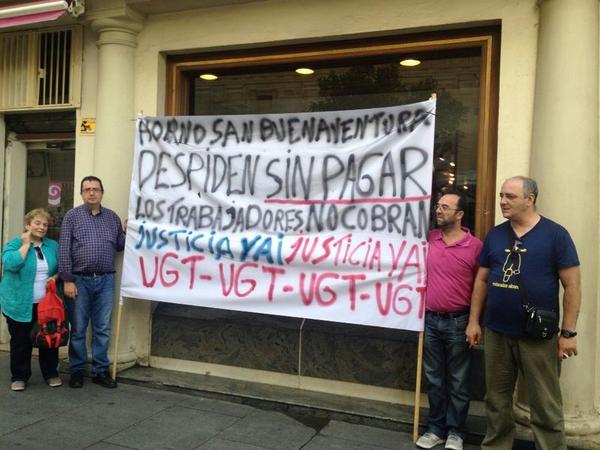 HORNO SAN BUENAVENTURA
DESPIDEN SIN PAGAR
LOS TRABAJADORES, NO COBRAN
JUSTICIA YA¡ JUSTICIA YA¡
UGT-UGT-UGT-UGT